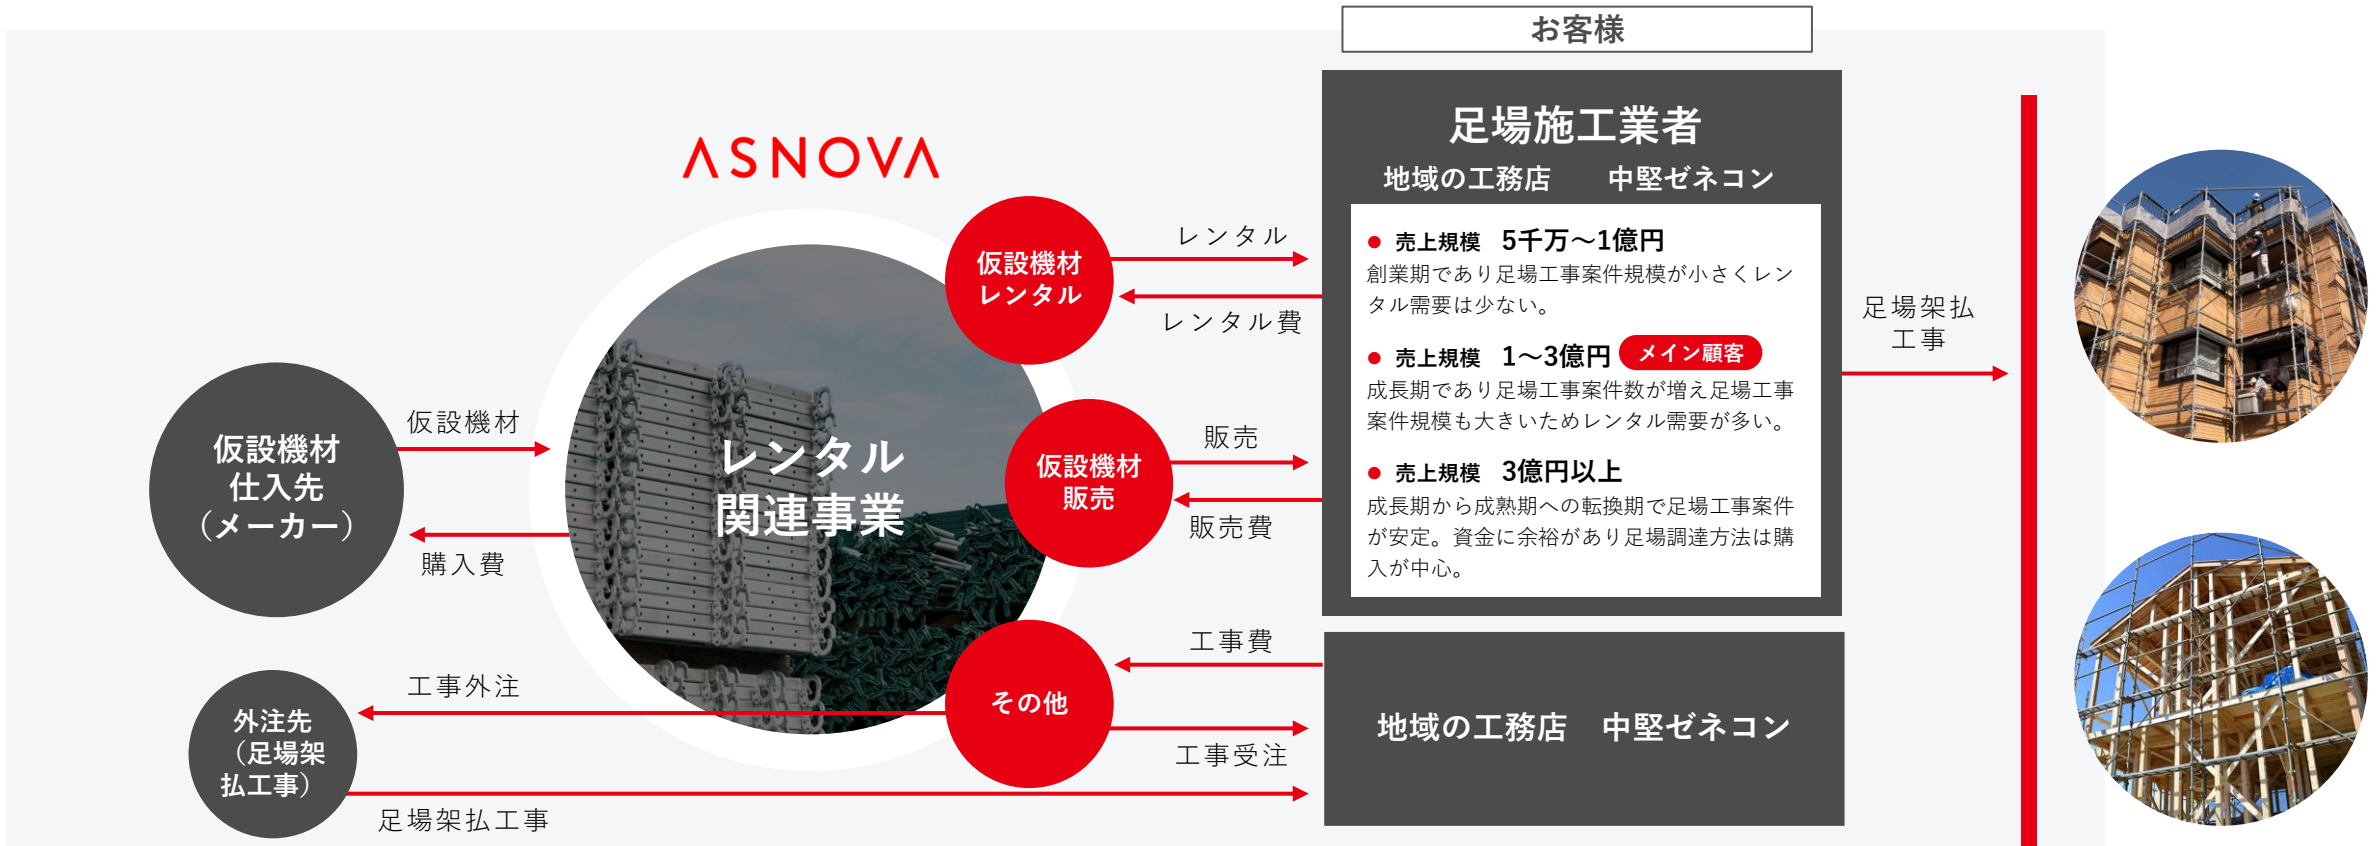 お客様
ASNOVA
足場施工業者
地域の工務店　中堅ゼネコン
● 売上規模 5千万〜1億円
創業期であり足場工事案件規模が小さくレン
タル需要は少ない。
● 売上規模 1〜3億円 メイン顧客
成長期であり足場工事案件数が増え足場工事
案件規模も大きいためレンタル需要が多い。
● 売上規模 3億円以上
成長期から成熟期への転換期で足場工事案件
が安定。資金に余裕があり足場調達方法は購
入が中心。
仮設機材
レンタル
レンタル
レンタル費
足場架払
工事
仮設機材
仕入先
（メーカー）
仮設機材
購入費
レンタル
関連事業
仮設機材
販売
販売
販売費
その他
工事費
工事受注
工事外注
外注先
（足場架
払工事）
足場架払工事
地域の工務店　中堅ゼネコン